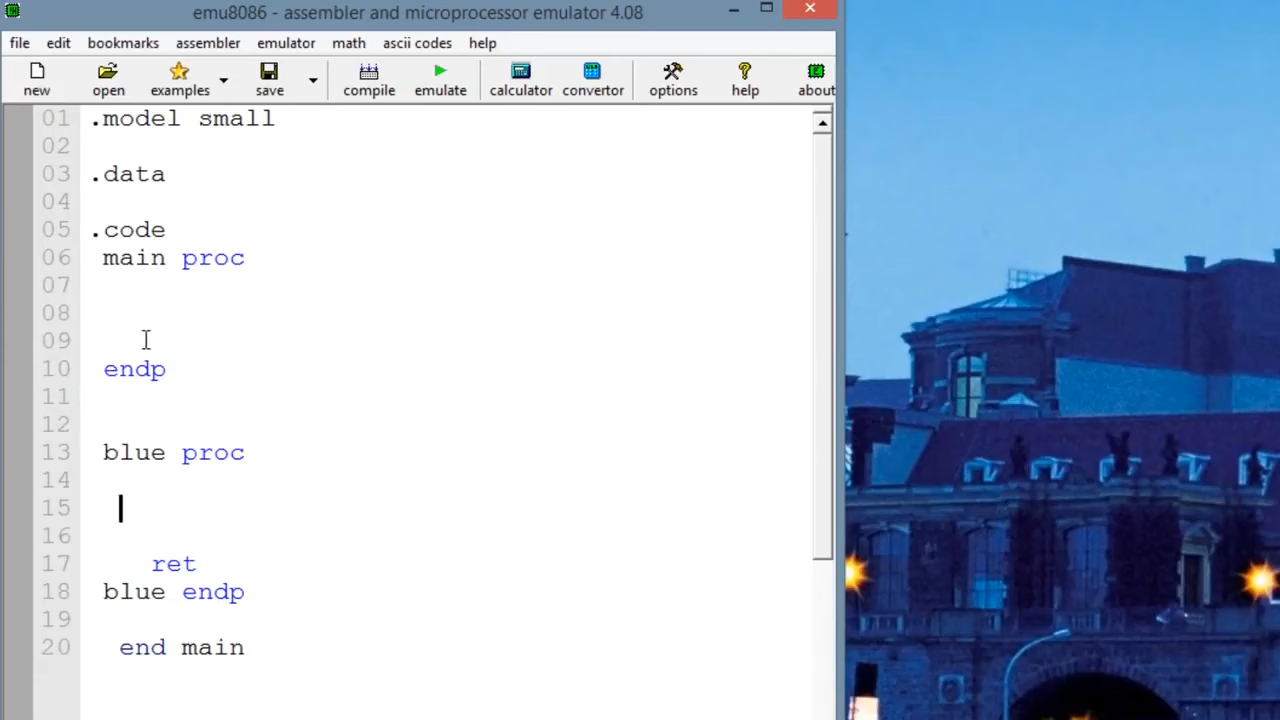 emu8086 - assembler and microprocessor emulator 4.08
file edit bookmarks assembler emulator math ascii codes help
new open examples save compile emulate calculator convertor options help about
01 .model small
02
03 .data
04
05 .code
06 main proc
07
08
09
10 endp
11
12
13 blue proc
14
15
16
17 ret
18 blue endp
19
20 end main